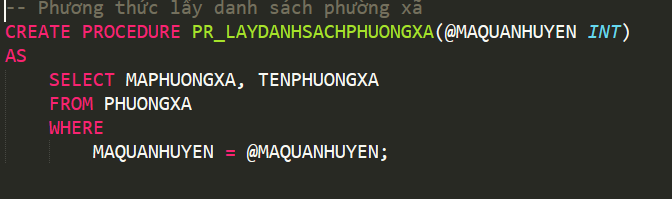 -- Phương thức lấy danh sách phường xã
CREATE PROCEDURE PR_LAYDANHSACHPHUONGXA(@MAQUANHUYEN INT)
AS
    SELECT MAPHUONGXA, TENPHUONGXA
    FROM PHUONGXA
    WHERE
        MAQUANHUYEN = @MAQUANHUYEN;